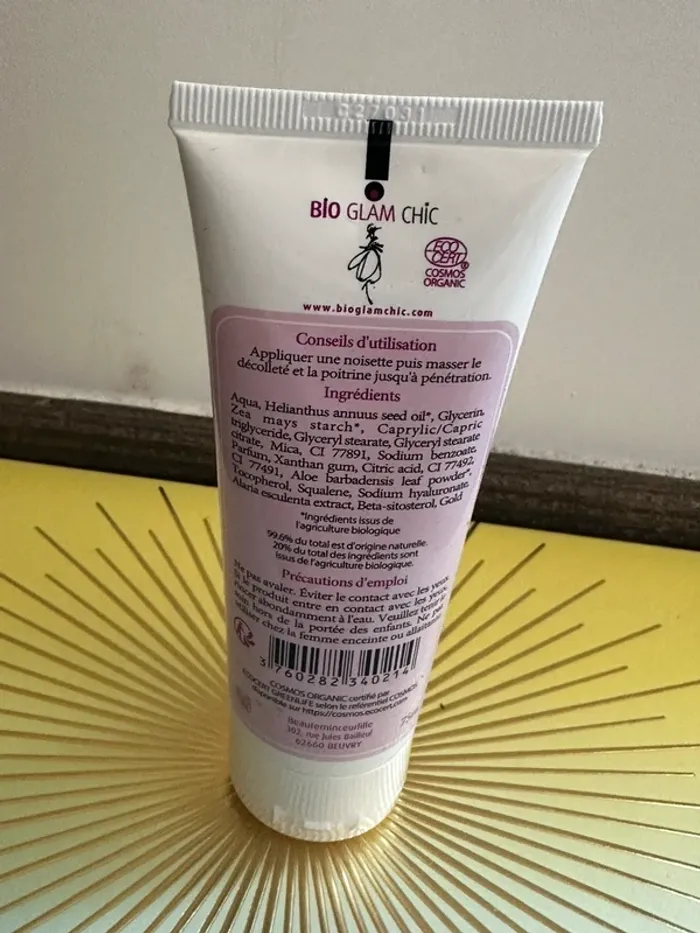 627031
BIO GLAM CHIC
ECO
CERT®
COSMOS
ORGANIC
www.bioglamchic.com
Conseils d'utilisation
Appliquer une noisette puis masser le
décolleté et la poitrine jusqu'à pénétration.
Ingrédients
Aqua, Helianthus annuus seed oil*, Glycerin,
Zea mays starch*, Caprylic/Capric
triglyceride, Glyceryl stearate, Glyceryl stearate
citrate, Mica, CI 77891, Sodium benzoate,
Parfum, Xanthan gum, Citric acid, CI 77492,
CI 77491, Aloe barbadensis leaf powder*,
Tocopherol, Squalene, Sodium hyaluronate,
Alaria esculenta extract, Beta-sitosterol, Gold
*Ingrédients issus de
l'agriculture biologique
99.6% du total est d'origine naturelle.
20% du total des ingrédients sont
issus de l'agriculture biologique.
Précautions d'emploi
Ne pas avaler. Éviter le contact avec les yeux.
Si le produit entre en contact avec les yeux,
rincer abondamment à l'eau. Veuillez tenir le
soin hors de la portée des enfants. Ne pas
utiliser chez la femme enceinte ou allaitante.
3 760282 340214
COSMOS ORGANIC certifié par
ECOCERT GREENLIFE selon le référentiel COSMOS
disponible sur https://cosmos.ecocert.com
Beauteminceurfille
302, rue Jules Bailleul
62660 BEUVRY